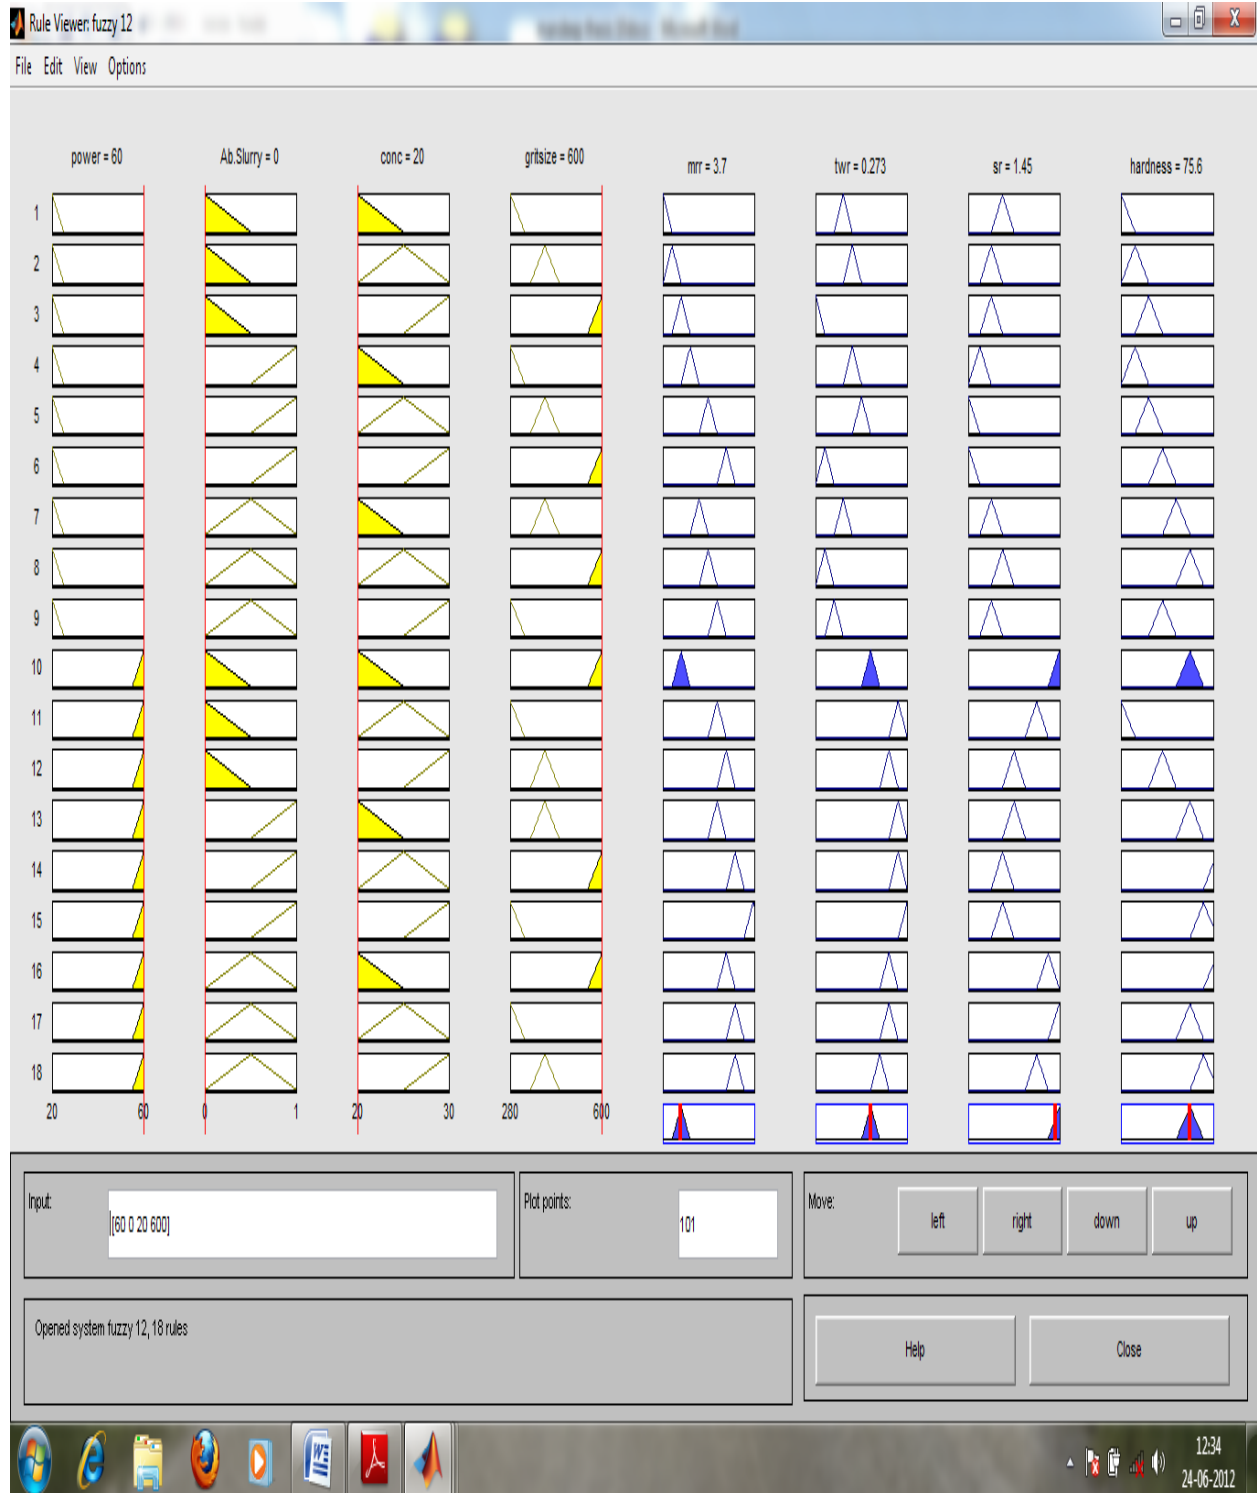 Rule Viewer: fuzzy 12
File Edit View Options
power = 60 Ab.Slurry = 0 conc = 20 gritsize = 600 mrr = 3.7 twr = 0.273 sr = 1.45 hardness = 75.6
1
2
3
4
5
6
7
8
9
10
11
12
13
14
15
16
17
18
20 60 0 1 20 30 280 600
Input: [60 0 20 600] Plot points: 101 Move: left right down up
Opened system fuzzy 12, 18 rules
Help Close
12:34
24-06-2012